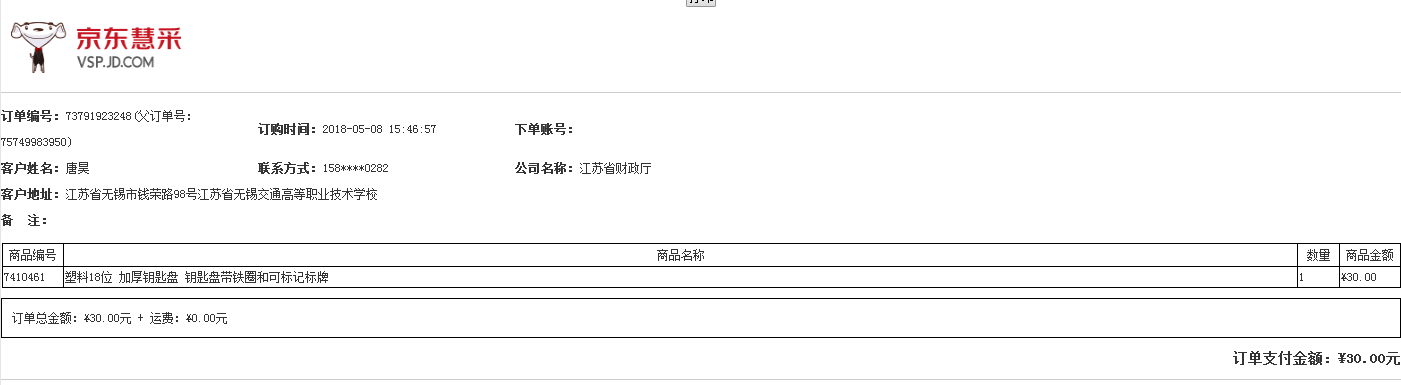 京东慧采
VSP.JD.COM
订单编号：73791923248(父订单号：
75749983950)
订购时间：2018-05-08 15:46:57
下单账号：
客户姓名：唐昊
联系方式：158****0282
公司名称：江苏省财政厅
客户地址：江苏省无锡市钱荣路98号江苏省无锡交通高等职业技术学校
备 注：
商品编号 商品名称 数量 商品金额
7410461 塑料18位 加厚钥匙盘 钥匙盘带铁圈和可标记标牌 1 ¥30.00
订单总金额：¥30.00元 + 运费：¥0.00元
订单支付金额：¥30.00元